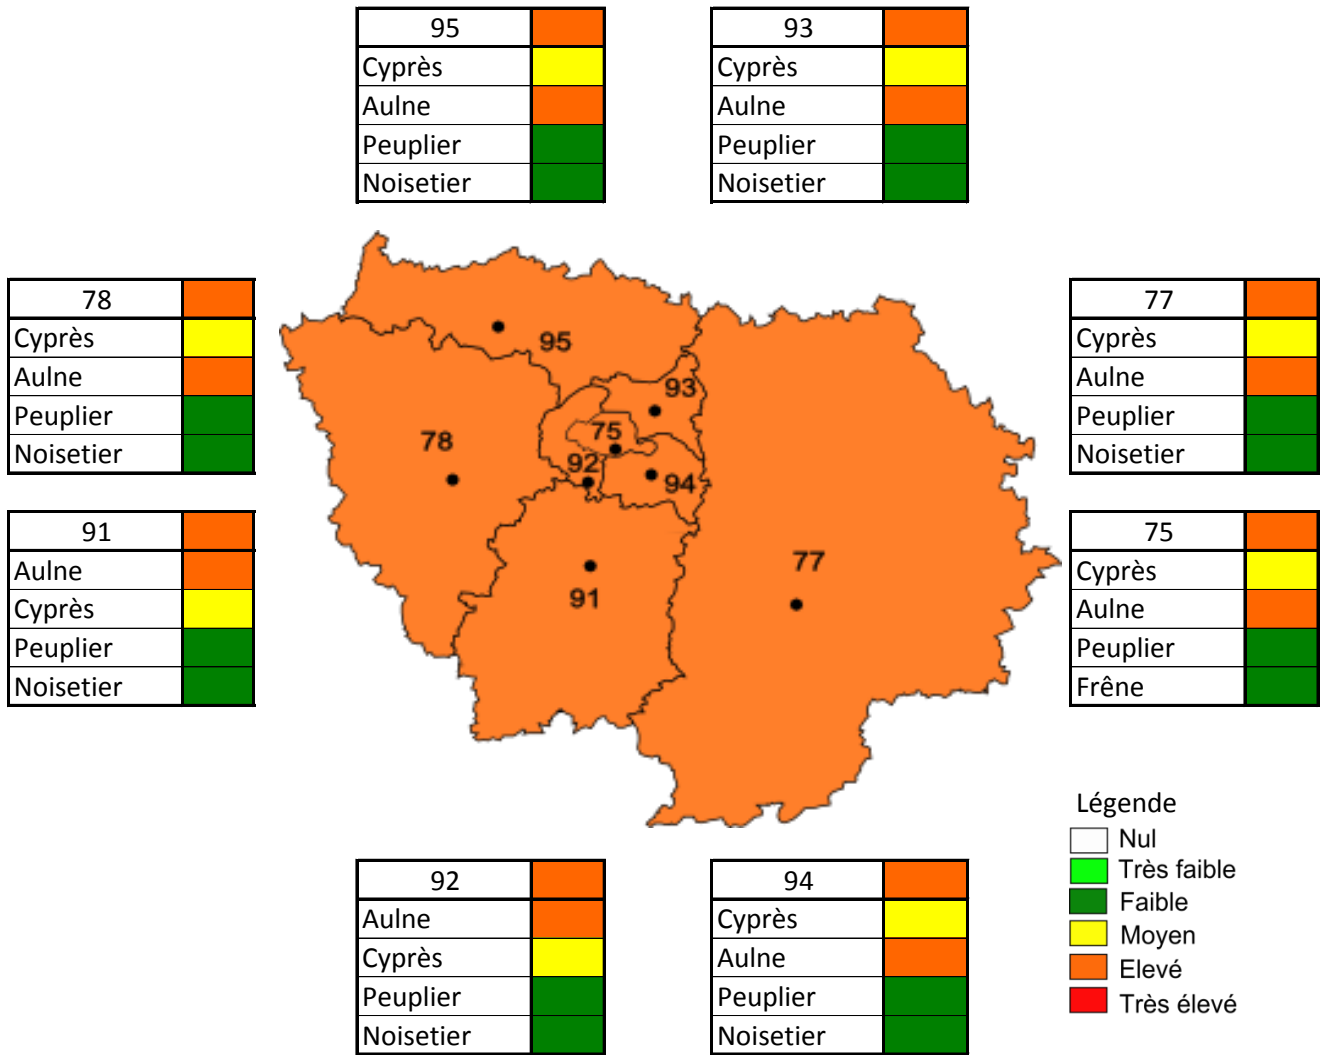 95
Cyprès
Aulne
Peuplier
Noisetier
93
Cyprès
Aulne
Peuplier
Noisetier
78
Cyprès
Aulne
Peuplier
Noisetier
77
Cyprès
Aulne
Peuplier
Noisetier
95
93
75
78
92
94
77
91
91
Aulne
Cyprès
Peuplier
Noisetier
75
Cyprès
Aulne
Peuplier
Frêne
92
Aulne
Cyprès
Peuplier
Noisetier
94
Cyprès
Aulne
Peuplier
Noisetier
Légende
Nul
Très faible
Faible
Moyen
Elevé
Très élevé